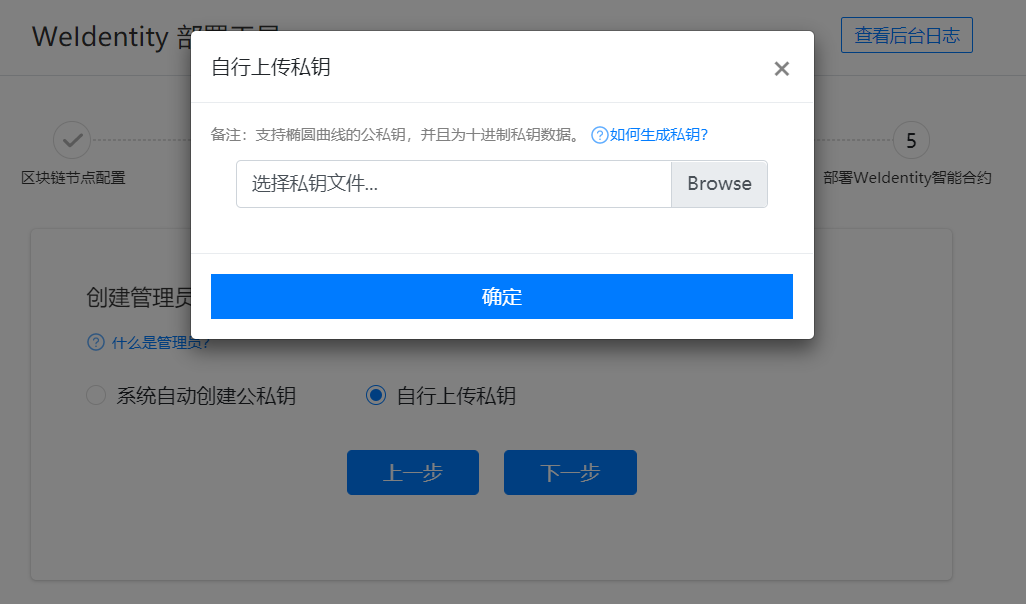 WeIdentity
查看后台日志
自行上传私钥
备注：支持椭圆曲线的公私钥，并且为十进制私钥数据。 如何生成私钥?
选择私钥文件... Browse
确定
5
区块链节点配置
部署WeIdentity智能合约
创建管理员
什么是管理员?
系统自动创建公私钥
自行上传私钥
上一步
下一步